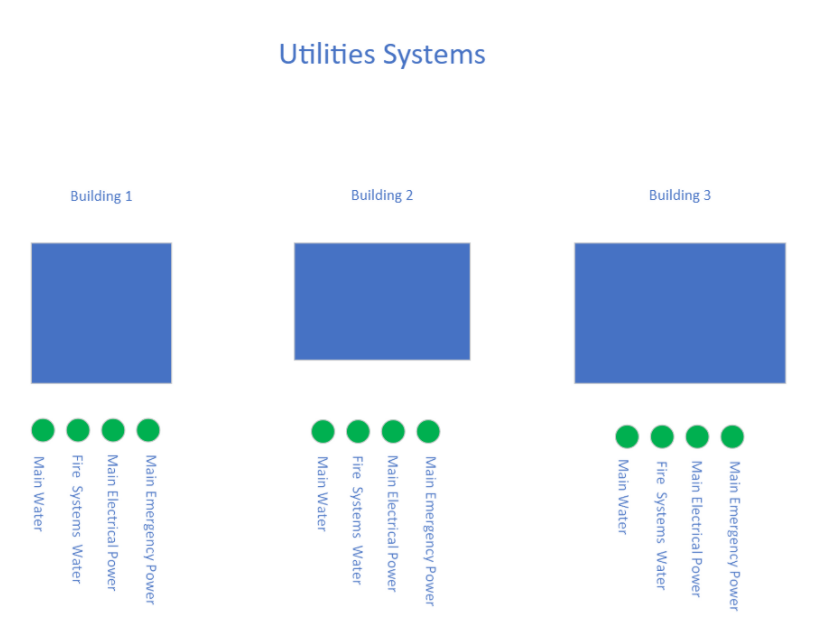 Utilities Systems
Building 1
Building 2
Building 3
Main Water
Fire Systems Water
Main Electrical Power
Main Emergency Power
Main Water
Fire Systems Water
Main Electrical Power
Main Emergency Power
Main Water
Fire Systems Water
Main Electrical Power
Main Emergency Power